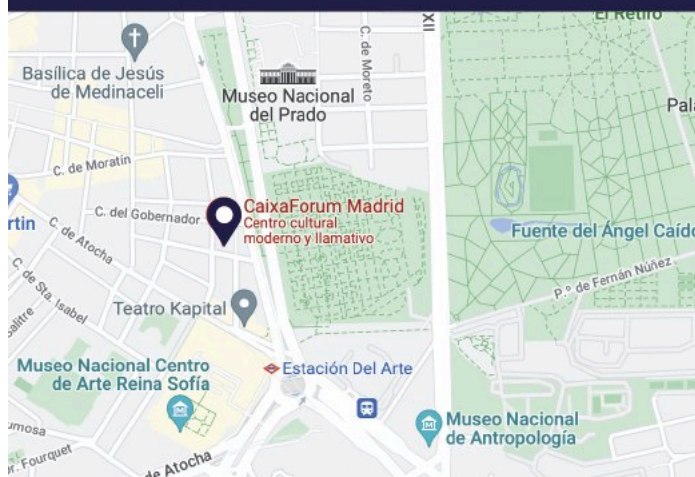 El Retiro
XII
C. de Moreto
Basílica de Jesús
de Medinaceli
Museo Nacional
del Prado
C. de Moratín
CaixaForum Madrid
Centro cultural
moderno y llamativo
C. del Gobernador
C. de Atocha
C. de Sta. Isabel
Fuente del Ángel Caído
P.º de Fernán Núñez
Teatro Kapital
Museo Nacional Centro
de Arte Reina Sofía
Estación Del Arte
Museo Nacional
de Antropología
de Atocha
Fourquet